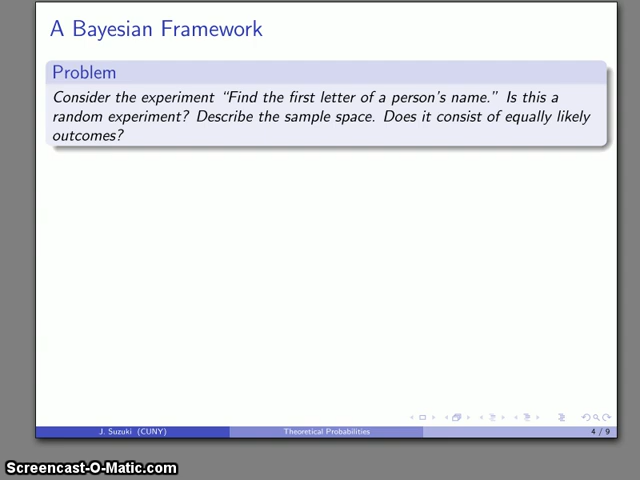 A Bayesian Framework
Problem
Consider the experiment “Find the first letter of a person’s name.” Is this a
random experiment? Describe the sample space. Does it consist of equally likely
outcomes?
J. Suzuki (CUNY)
Theoretical Probabilities
4 / 9
Screencast-O-Matic.com